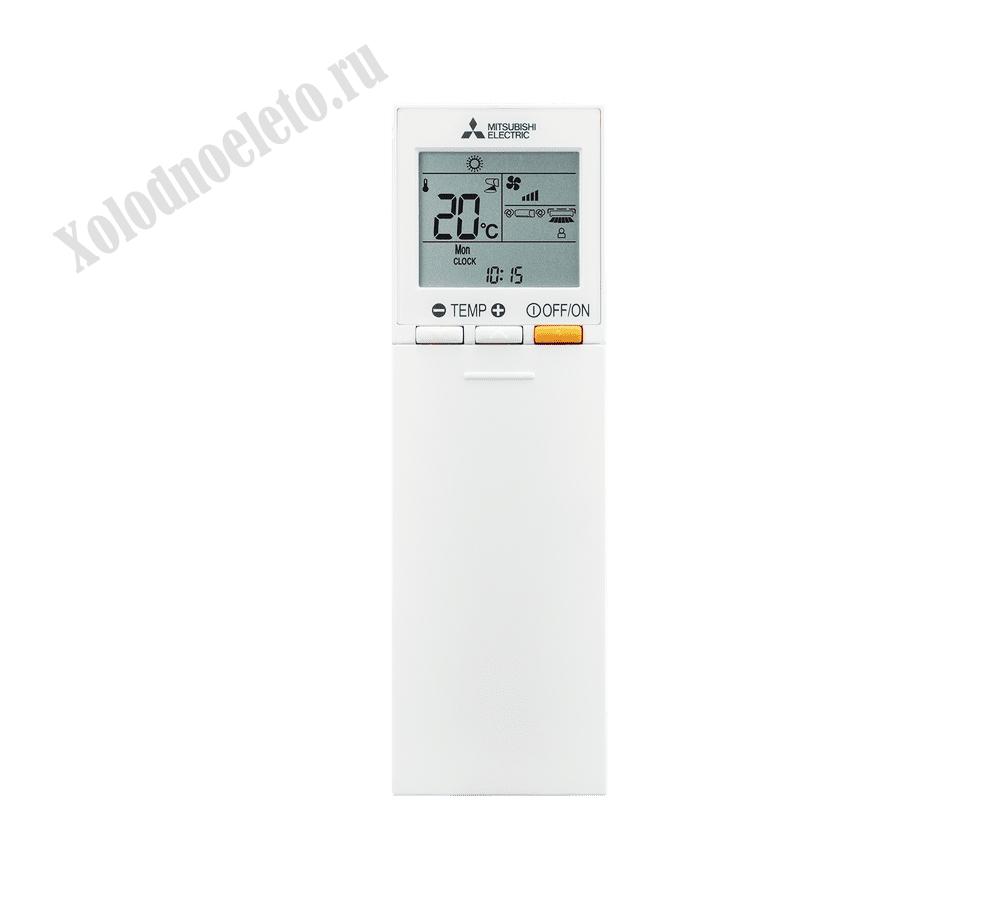 Xolodnoeleto.ru
MITSUBISHI
ELECTRIC
20°C
Mon
CLOCK
10:15
TEMP
OFF/ON